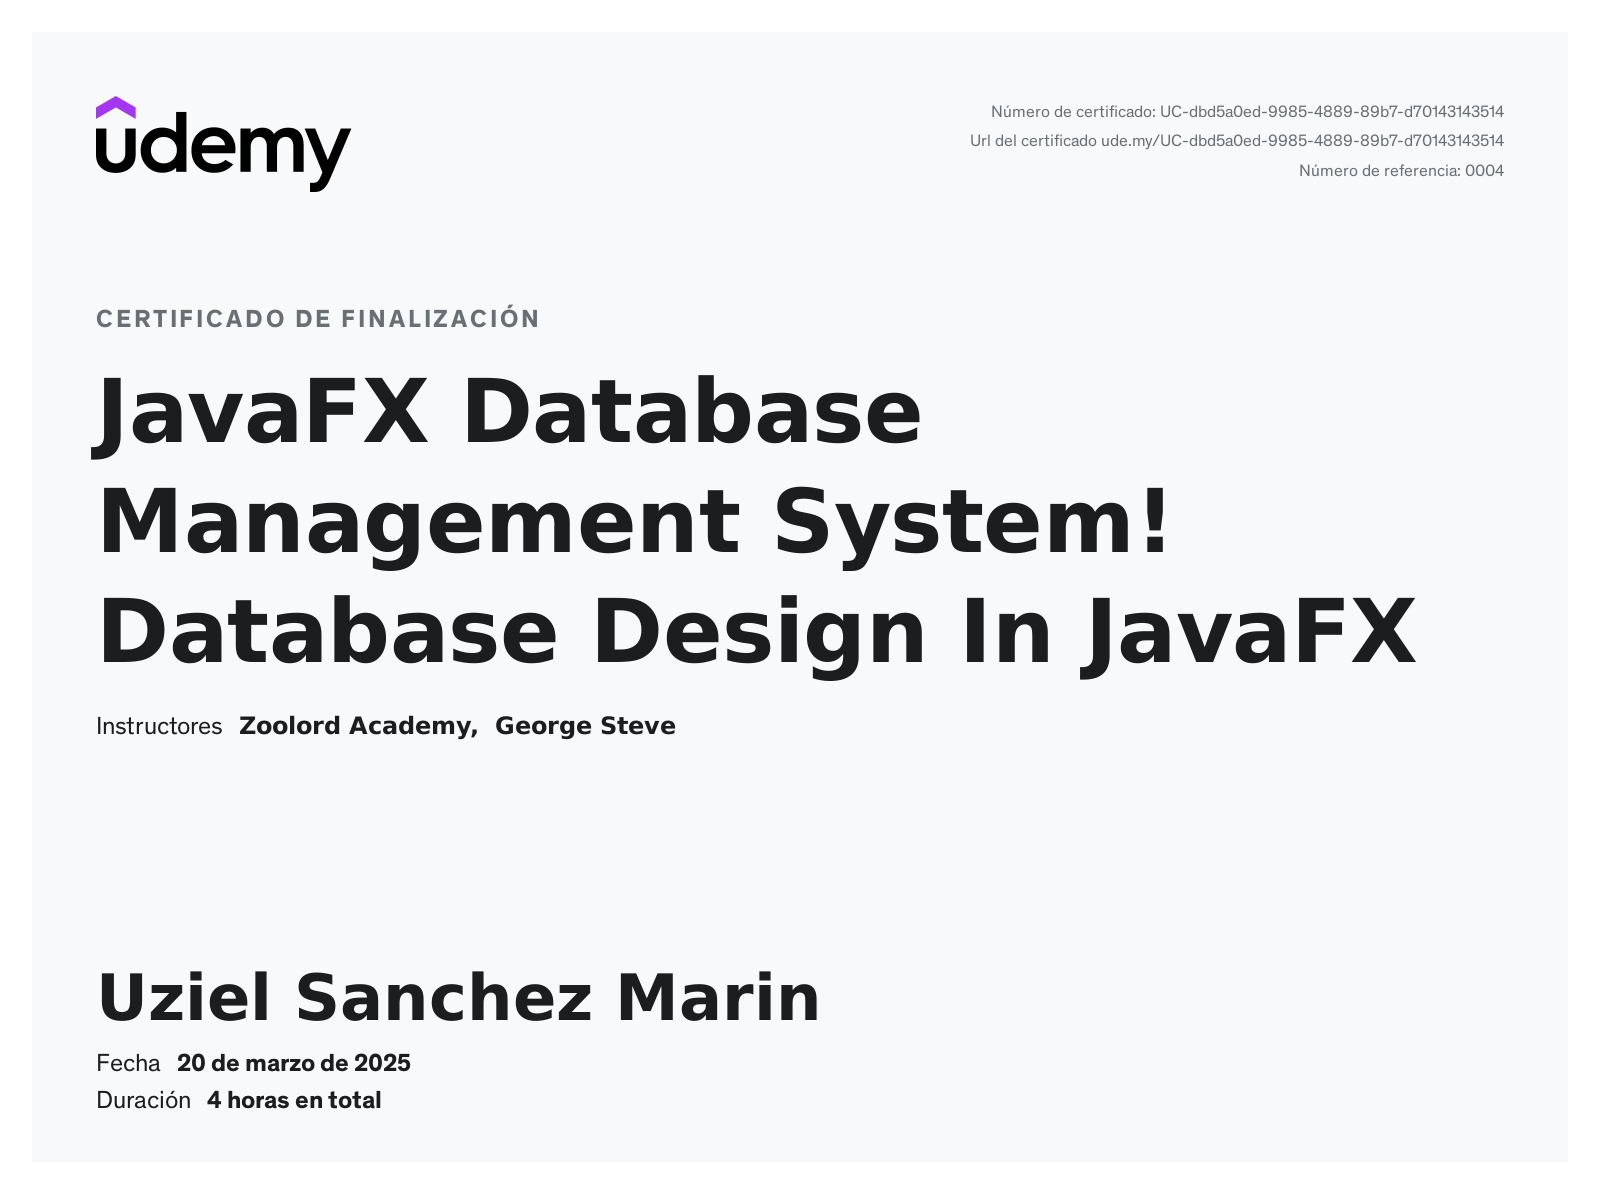 udemy
Número de certificado: UC-dbd5a0ed-9985-4889-89b7-d70143143514
Url del certificado ude.my/UC-dbd5a0ed-9985-4889-89b7-d70143143514
Número de referencia: 0004
CERTIFICADO DE FINALIZACIÓN
JavaFX Database
Management System!
Database Design In JavaFX
Instructores Zoolord Academy, George Steve
Uziel Sanchez Marin
Fecha 20 de marzo de 2025
Duración 4 horas en total